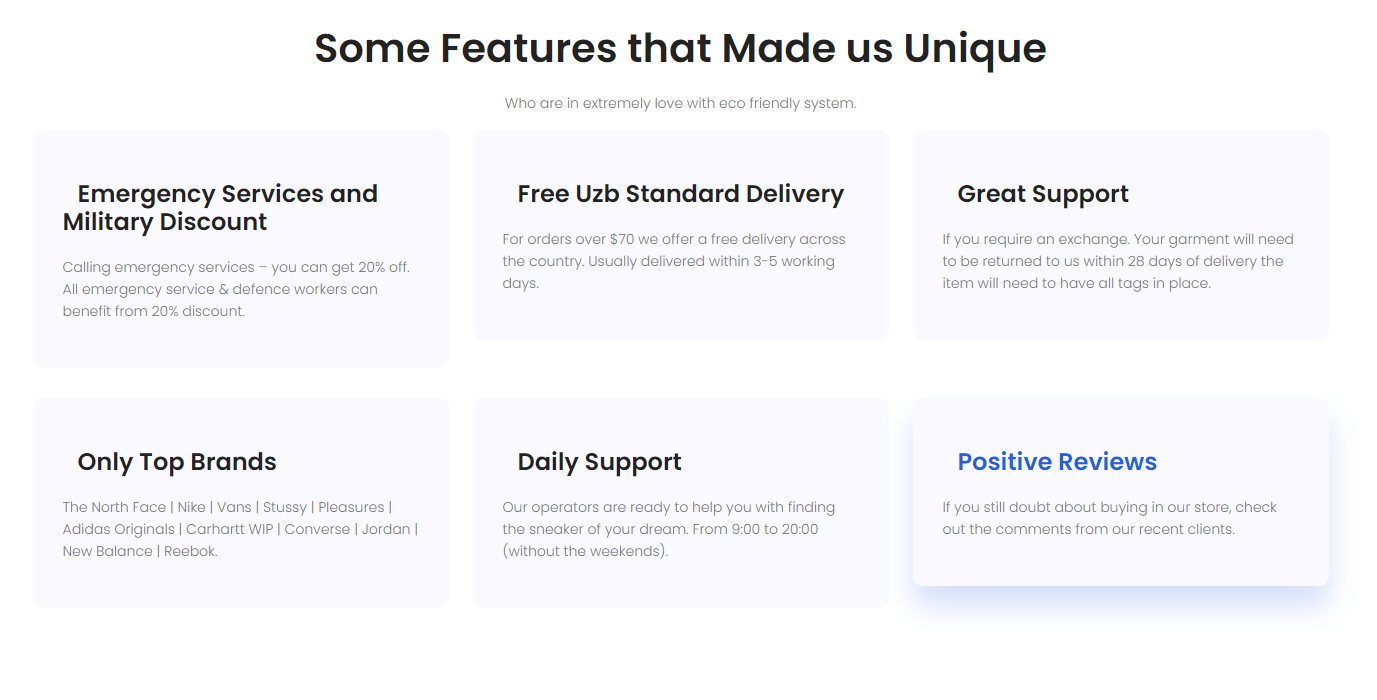 Some Features that Made us Unique
Who are in extremely love with eco friendly system.
Emergency Services and
Military Discount
Calling emergency services – you can get 20% off.
All emergency service & defence workers can
benefit from 20% discount.
Free Uzb Standard Delivery
For orders over $70 we offer a free delivery across
the country. Usually delivered within 3-5 working
days.
Great Support
If you require an exchange. Your garment will need
to be returned to us within 28 days of delivery the
item will need to have all tags in place.
Only Top Brands
The North Face | Nike | Vans | Stussy | Pleasures |
Adidas Originals | Carhartt WIP | Converse | Jordan |
New Balance | Reebok.
Daily Support
Our operators are ready to help you with finding
the sneaker of your dream. From 9:00 to 20:00
(without the weekends).
Positive Reviews
If you still doubt about buying in our store, check
out the comments from our recent clients.